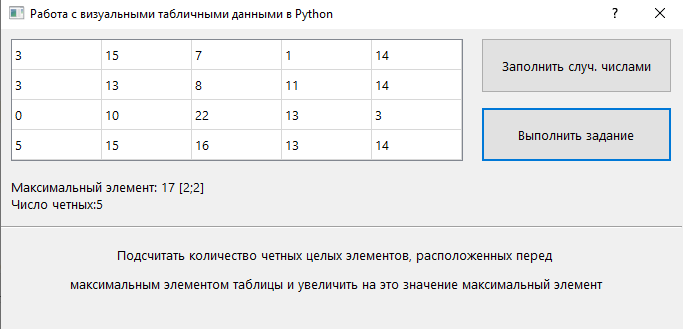 Работа с визуальными табличными данными в Python
3 15 7 1 14
3 13 8 11 14
0 10 22 13 3
5 15 16 13 14
Заполнить случ. числами
Выполнить задание
Максимальный элемент: 17 [2;2]
Число четных:5
Подсчитать количество четных целых элементов, расположенных перед
максимальным элементом таблицы и увеличить на это значение максимальный элемент